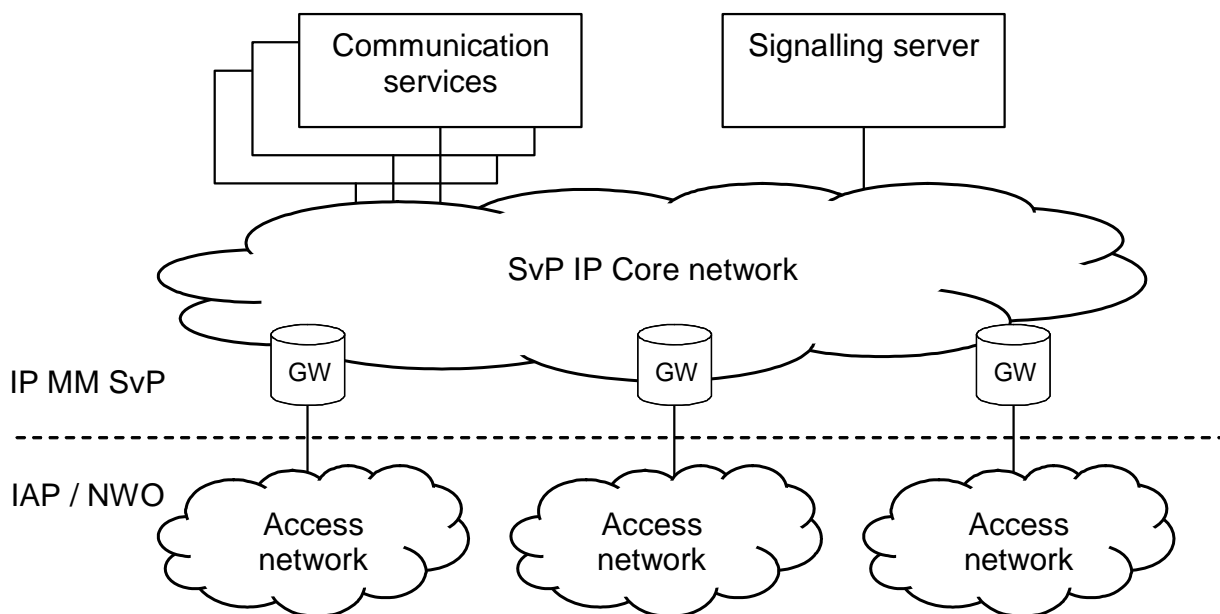 Communication
services
Signalling server
SvP IP Core network
GW
GW
GW
IP MM SvP
IAP / NWO
Access
network
Access
network
Access
network